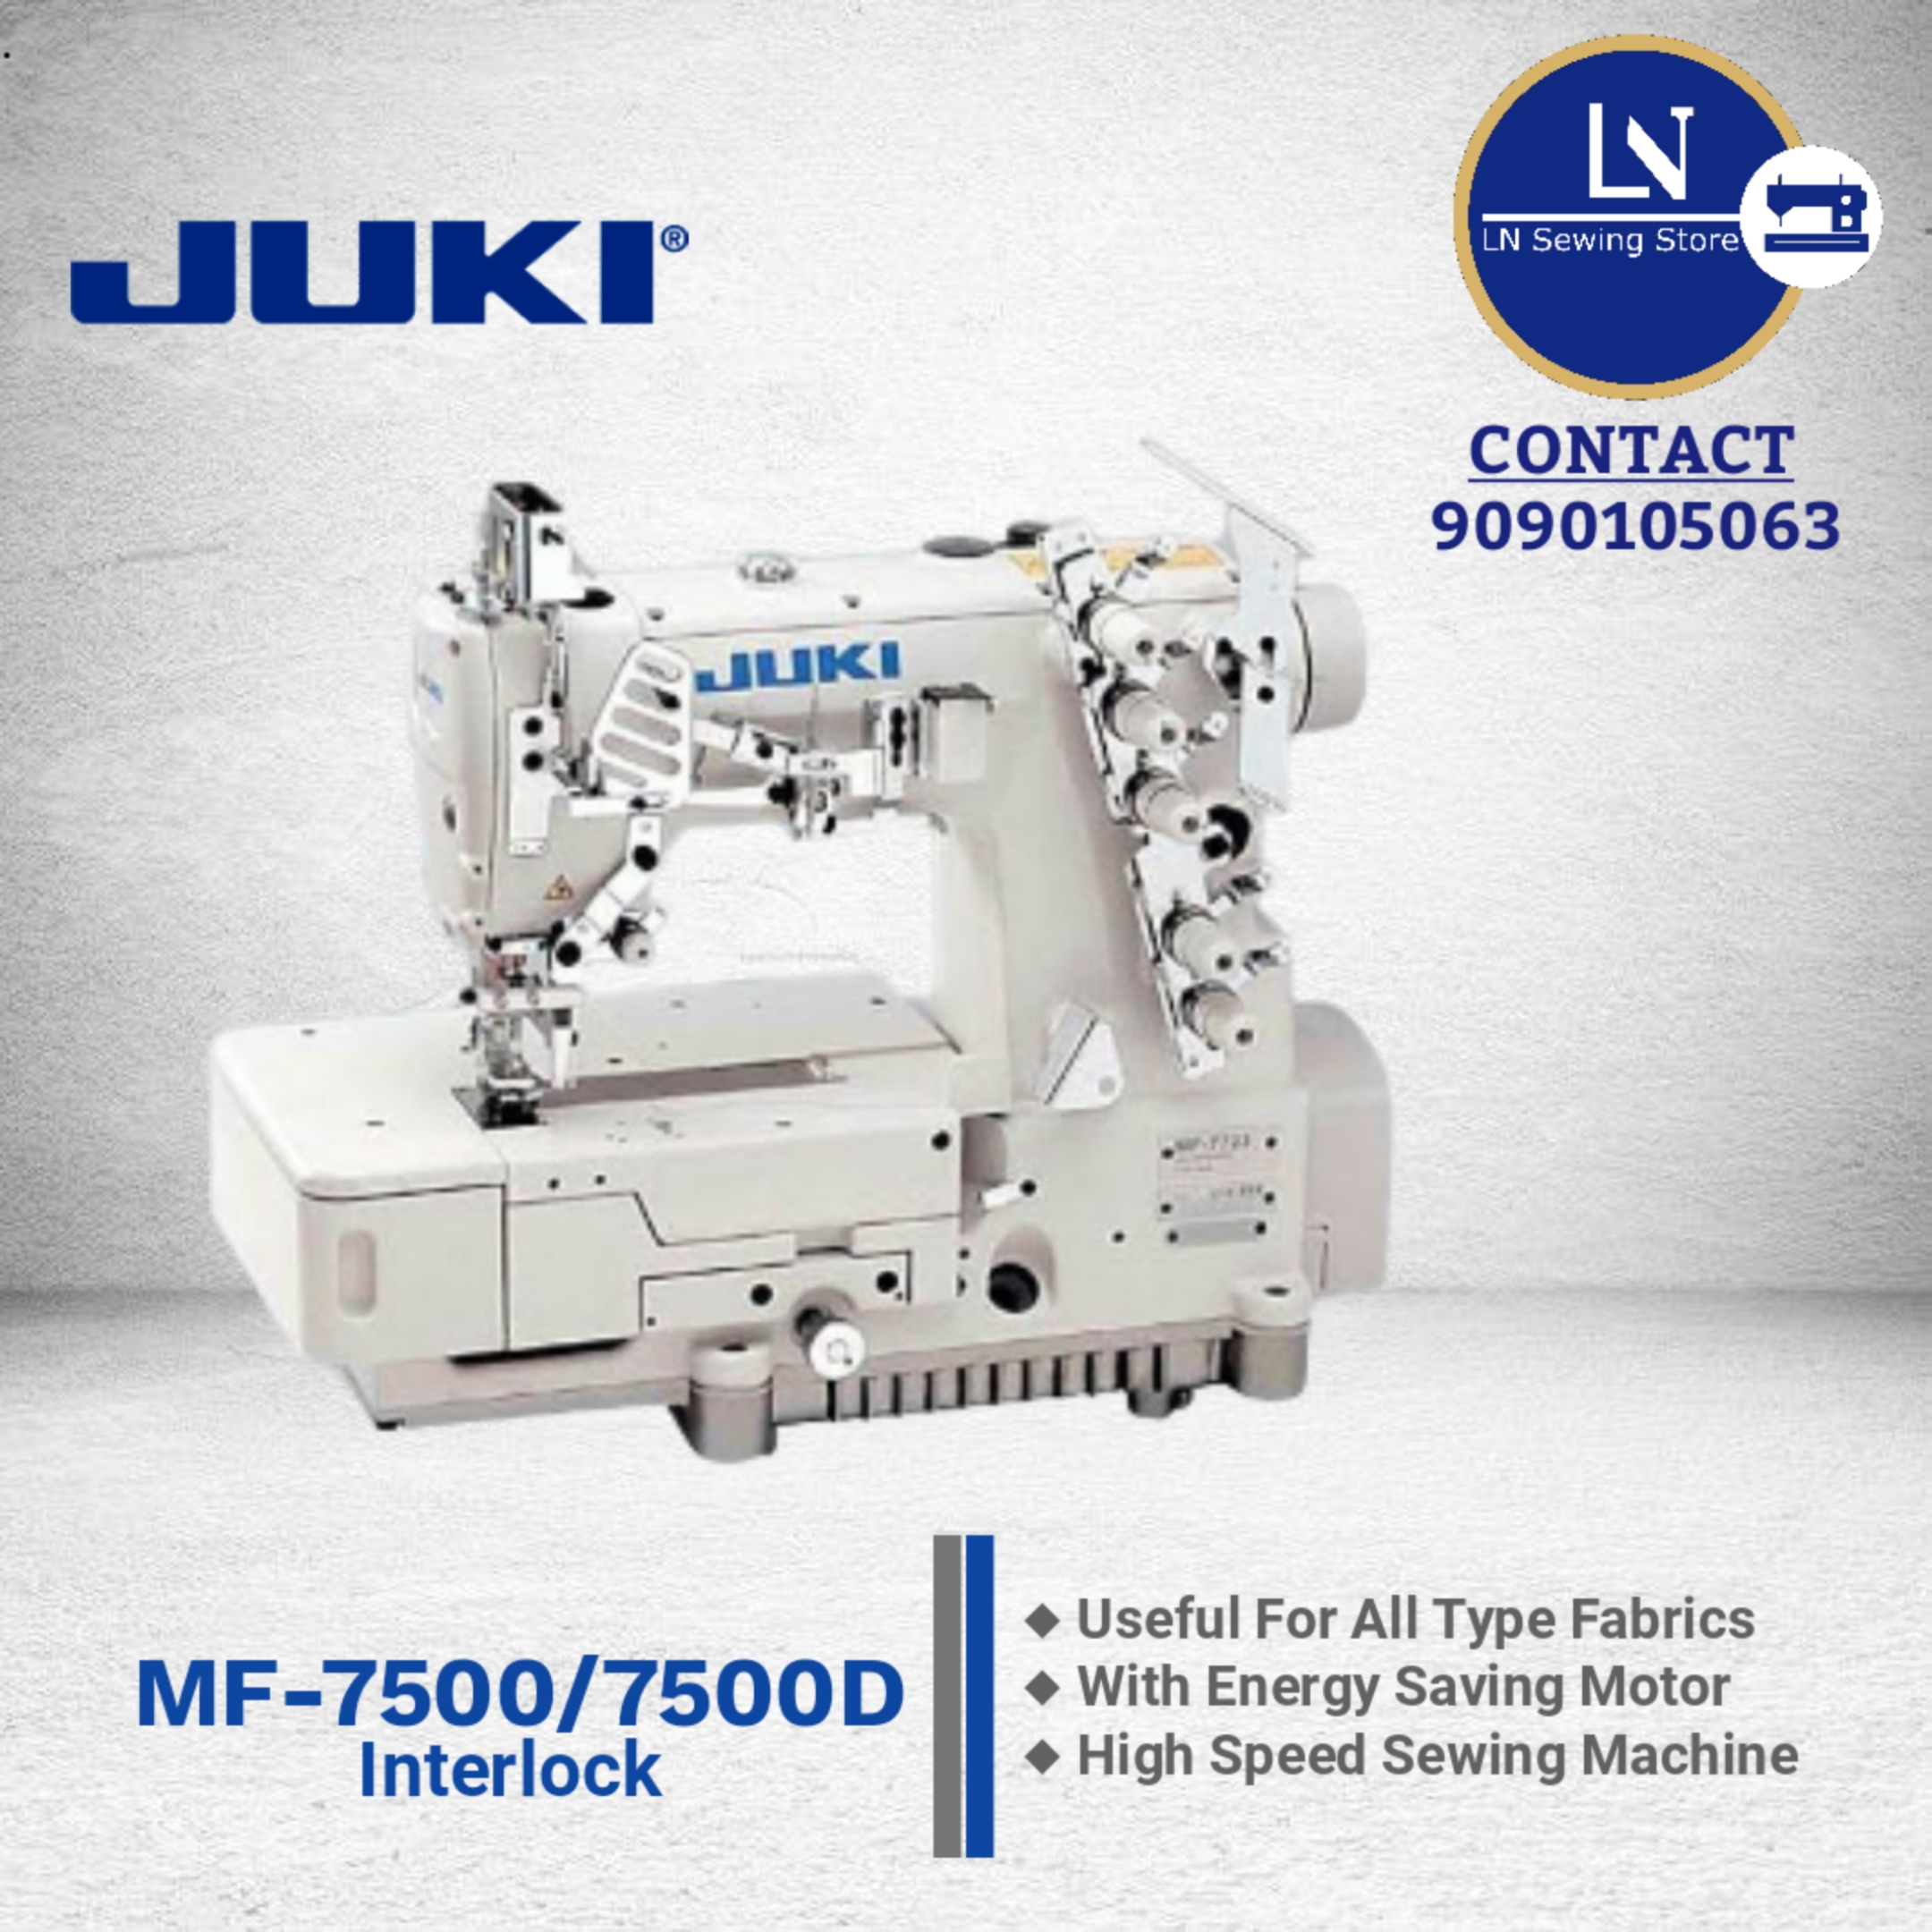 JUKI®
LN
LN Sewing Store
CONTACT
9090105063
JUKI
MF-7500/7500D
Interlock
Useful For All Type Fabrics
With Energy Saving Motor
High Speed Sewing Machine